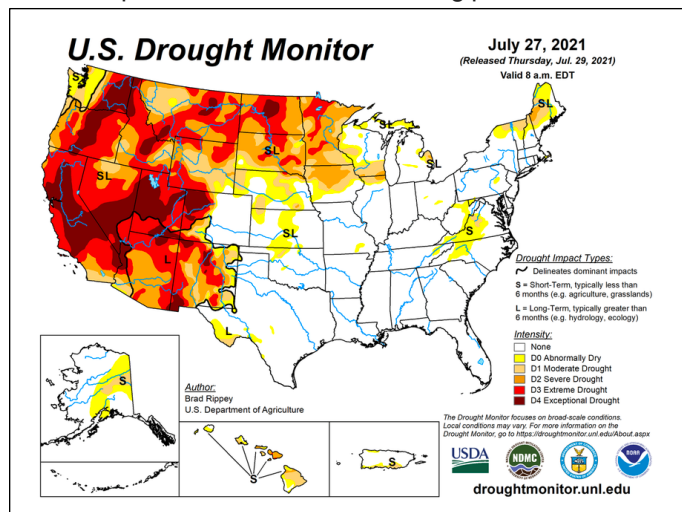 U.S. Drought Monitor
July 27, 2021
(Released Thursday, Jul. 29, 2021)
Valid 8 a.m. EDT
S
SL
SL
SL
SL
SL
SL
S
L
L
Drought Impact Types:
Delineates dominant impacts
S = Short-Term, typically less than
6 months (e.g. agriculture, grasslands)
L = Long-Term, typically greater than
6 months (e.g. hydrology, ecology)
Intensity:
None
D0 Abnormally Dry
D1 Moderate Drought
D2 Severe Drought
D3 Extreme Drought
D4 Exceptional Drought
S
Author:
Brad Rippey
U.S. Department of Agriculture
S
S
The Drought Monitor focuses on broad-scale conditions.
Local conditions may vary. For more information on the
Drought Monitor, go to https://droughtmonitor.unl.edu/About.aspx
USDA
NDMC
NOAA
droughtmonitor.unl.edu